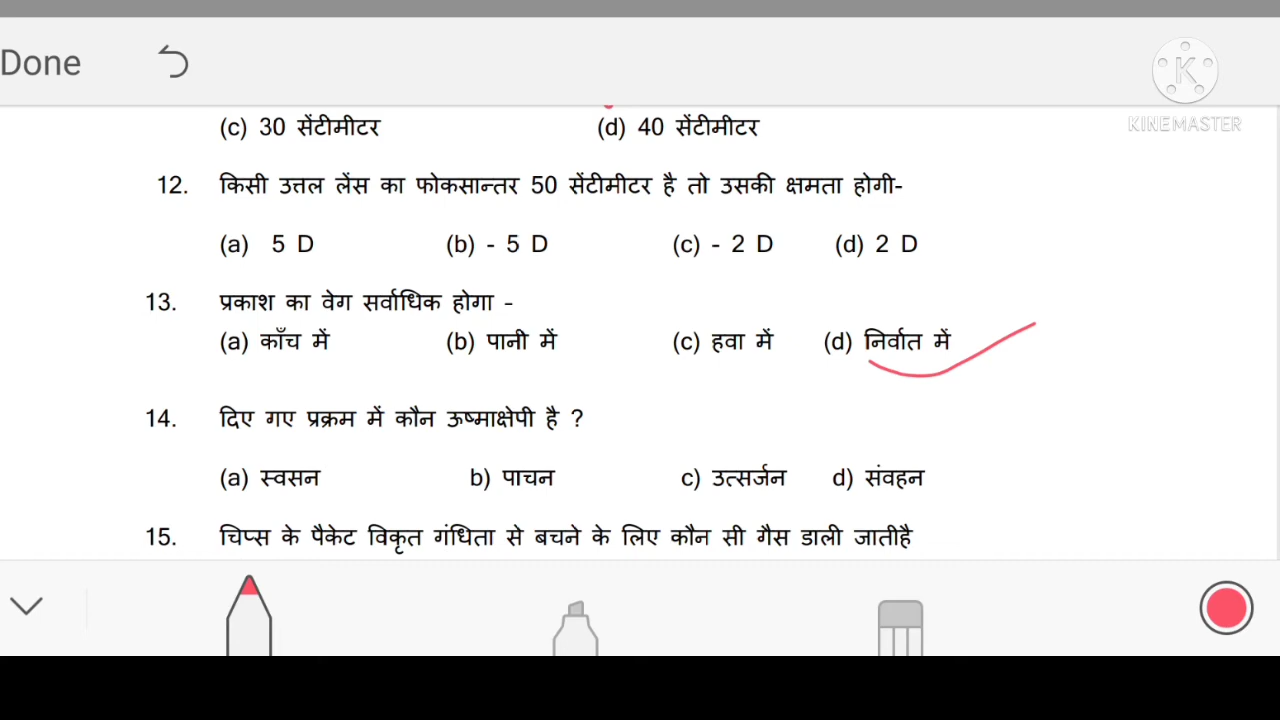 Done
KINEMASTER
(c) 30 सेंटीमीटर (d) 40 सेंटीमीटर
12. किसी उत्तल लेंस का फोकसान्तर 50 सेंटीमीटर है तो उसकी क्षमता होगी-
(a) 5 D (b) - 5 D (c) - 2 D (d) 2 D
13. प्रकाश का वेग सर्वाधिक होगा -
(a) काँच में (b) पानी में (c) हवा में (d) निर्वात में
14. दिए गए प्रक्रम में कौन ऊष्माक्षेपी है ?
(a) स्वसन b) पाचन c) उत्सर्जन d) संवहन
15. चिप्स के पैकेट विकृत गंधिता से बचने के लिए कौन सी गैस डाली जातीहै